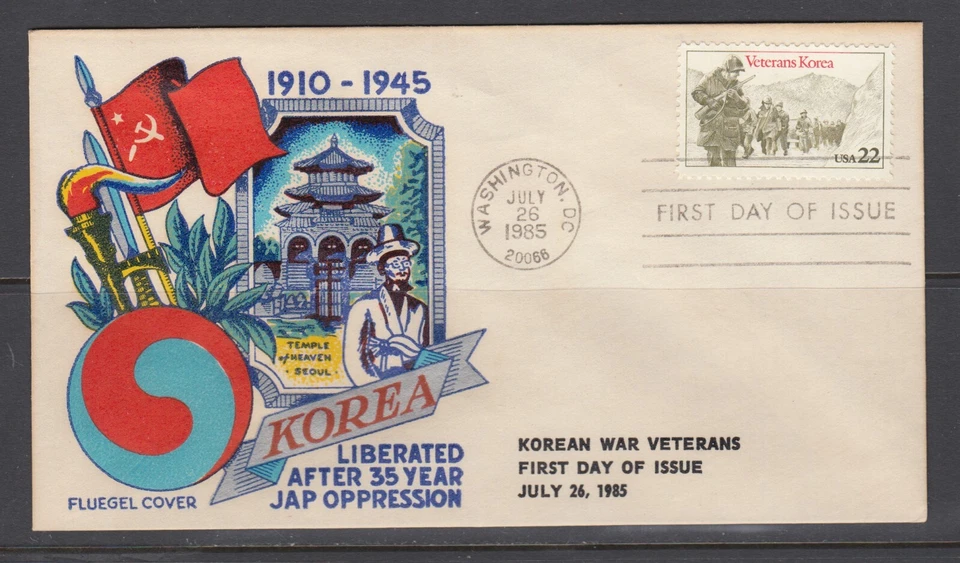 1910 - 1945
TEMPLE
of HEAVEN
SEOUL
KOREA
LIBERATED
AFTER 35 YEAR
JAP OPPRESSION
FLUEGEL COVER
Veterans Korea
USA 22
WASHINGTON, DC
JULY
26
1985
20066
FIRST DAY OF ISSUE
KOREAN WAR VETERANS
FIRST DAY OF ISSUE
JULY 26, 1985